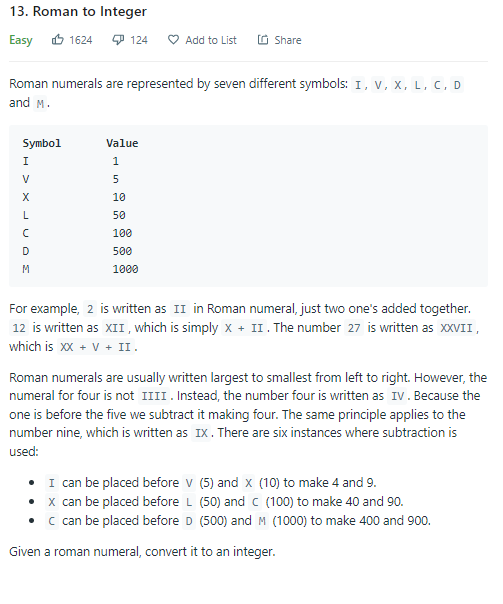 13. Roman to Integer
Easy 1624 124 Add to List Share
Roman numerals are represented by seven different symbols: I, V, X, L, C, D
and M.
Symbol Value
I 1
V 5
X 10
L 50
C 100
D 500
M 1000
For example, 2 is written as II in Roman numeral, just two one's added together.
12 is written as XII, which is simply X + II. The number 27 is written as XXVII,
which is XX + V + II.
Roman numerals are usually written largest to smallest from left to right. However, the
numeral for four is not IIII. Instead, the number four is written as IV. Because the
one is before the five we subtract it making four. The same principle applies to the
number nine, which is written as IX. There are six instances where subtraction is
used:
• I can be placed before V (5) and X (10) to make 4 and 9.
• X can be placed before L (50) and C (100) to make 40 and 90.
• C can be placed before D (500) and M (1000) to make 400 and 900.
Given a roman numeral, convert it to an integer.